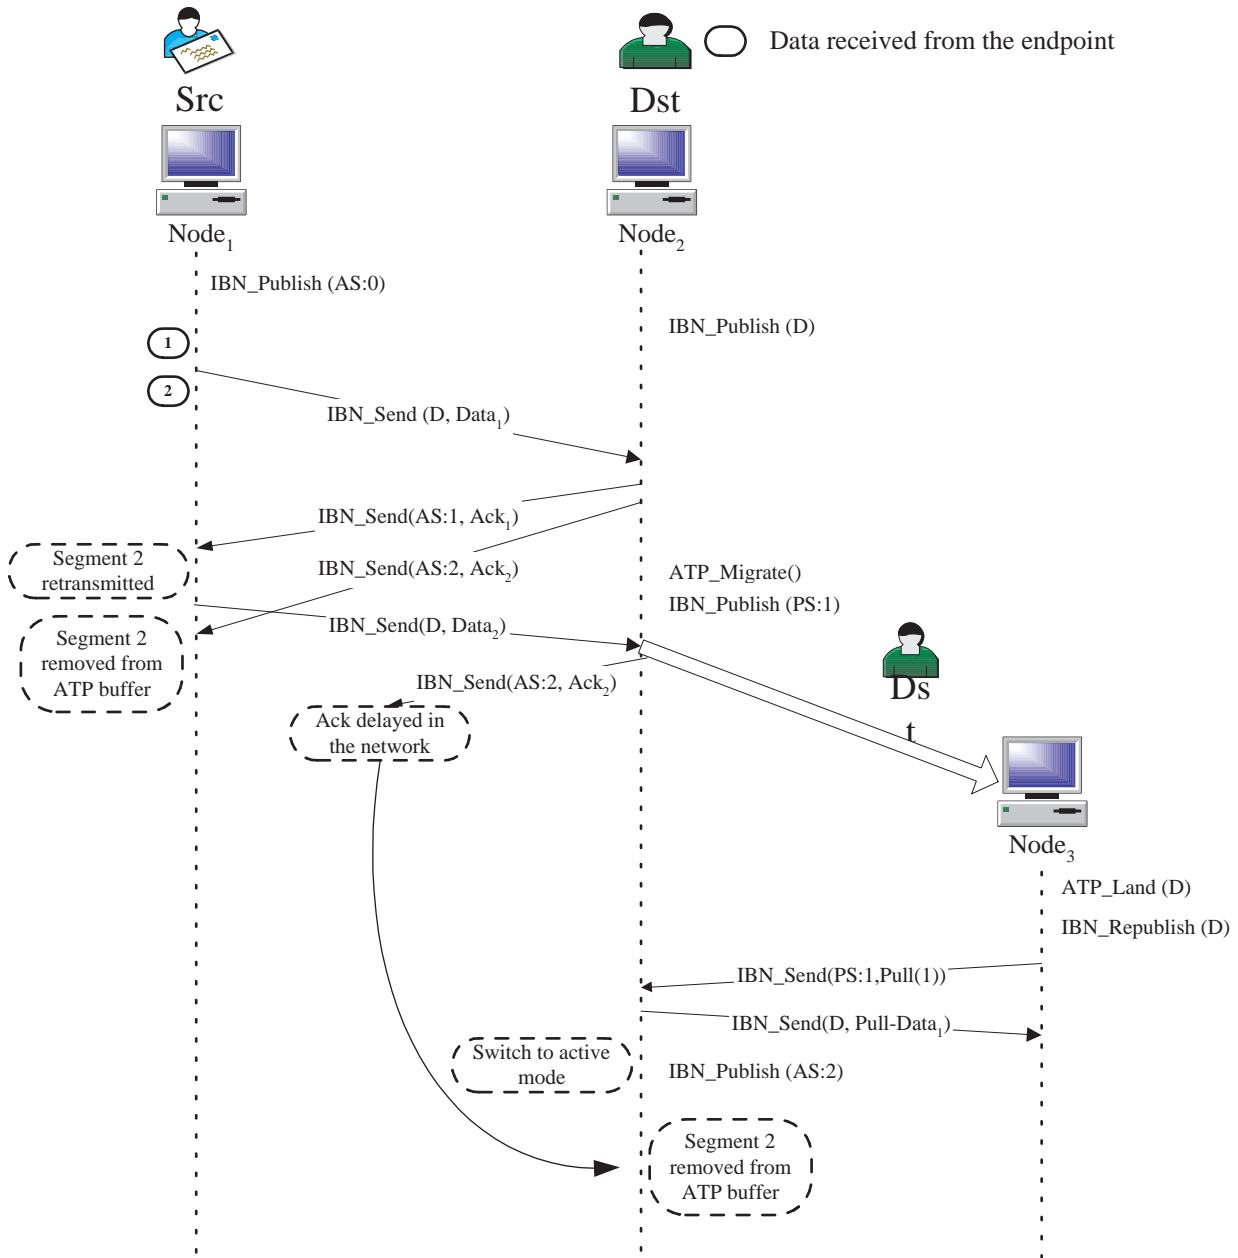 Data received from the endpoint
Src
Dst
Node1
Node2
IBN_Publish (AS:0)
IBN_Publish (D)
1
2
IBN_Send (D, Data1)
IBN_Send(AS:1, Ack1)
Segment 2
retransmitted
IBN_Send(AS:2, Ack2)
ATP_Migrate()
IBN_Publish (PS:1)
IBN_Send(D, Data2)
Segment 2
removed from
ATP buffer
IBN_Send(AS:2, Ack2)
Ds
t
Ack delayed in
the network
Node3
ATP_Land (D)
IBN_Republish (D)
IBN_Send(PS:1,Pull(1))
IBN_Send(D, Pull-Data1)
Switch to active
mode
IBN_Publish (AS:2)
Segment 2
removed from
ATP buffer